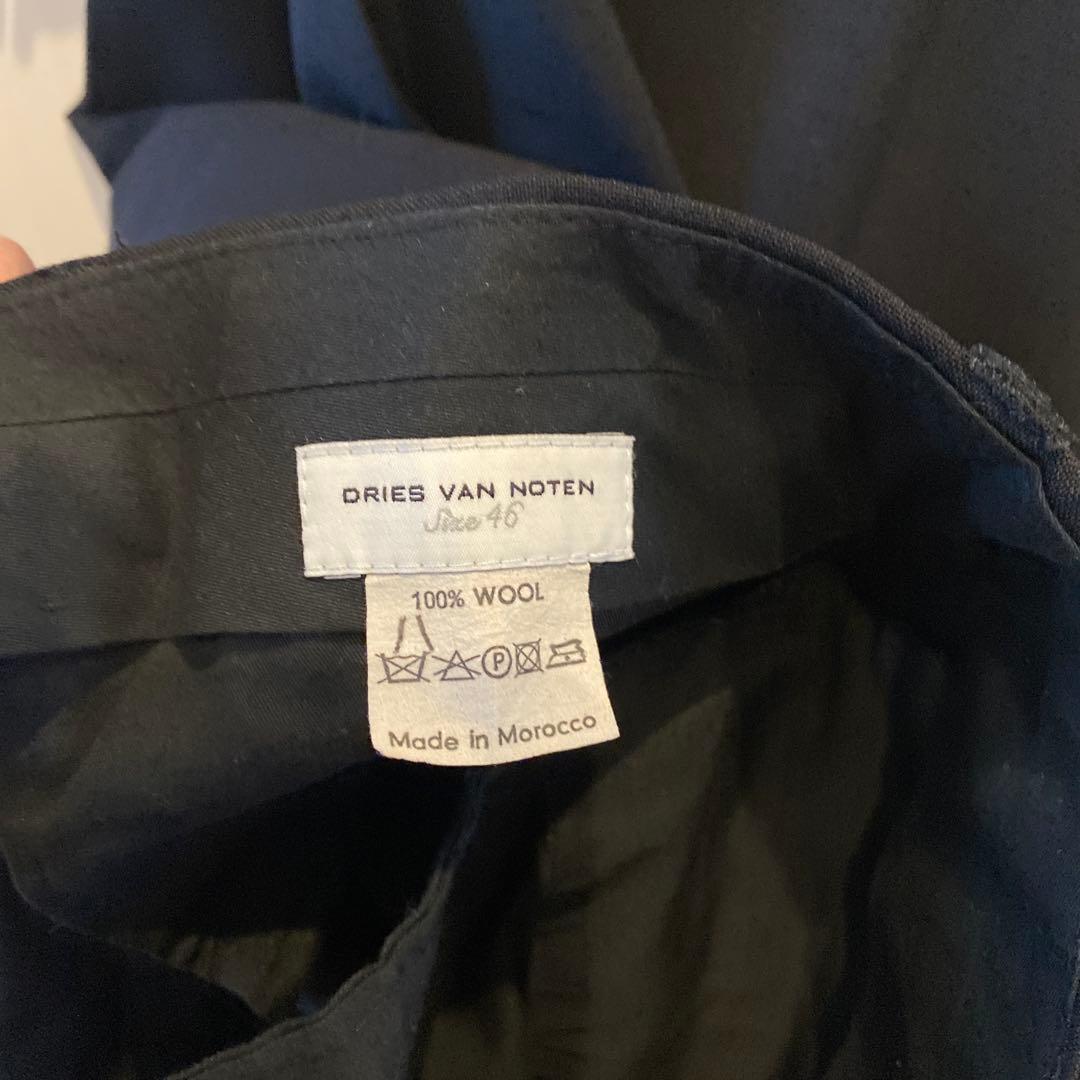 DRIES VAN NOTEN
Size 46
100% WOOL
P
Made in Morocco